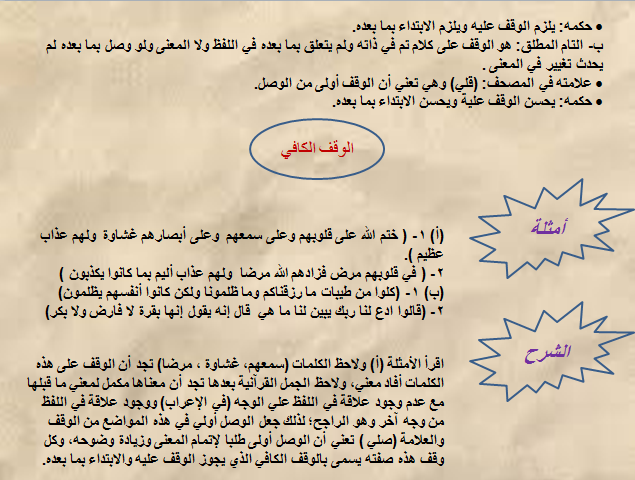 • حكمه: يلزم الوقف عليه ويلزم الابتداء بما بعده.
ب- التام المطلق: هو الوقف على كلام تم في ذاته ولم يتعلق بما بعده في اللفظ ولا المعنى ولو وصل بما بعده لم
يحدث تغيير في المعنى .
• علامته في المصحف: (قلي) وهي تعني أن الوقف أولى من الوصل.
• حكمه: يحسن الوقف علية ويحسن الابتداء بما بعده.
الوقف الكافي
أمثلة
(أ) ١- ( ختم الله على قلوبهم وعلى سمعهم وعلى أبصارهم غشاوة ولهم عذاب
عظيم ).
٢- ( في قلوبهم مرض فزادهم الله مرضا ولهم عذاب أليم بما كانوا يكذبون )
(ب) ١- (كلوا من طيبات ما رزقناكم وما ظلمونا ولكن كانوا أنفسهم يظلمون)
٢- (قالوا ادع لنا ربك يبين لنا ما هي قال إنه يقول إنها بقرة لا فارض ولا بكر)
الشرح
اقرأ الأمثلة (أ) ولاحظ الكلمات (سمعهم، غشاوة ، مرضا) تجد أن الوقف على هذه
الكلمات أفاد معني، ولاحظ الجمل القرآنية بعدها تجد أن معناها مكمل لمعني ما قبلها
مع عدم وجود علاقة في اللفظ علي الوجه (في الإعراب) ووجود علاقة في اللفظ
من وجه آخر وهو الراجح؛ لذلك جعل الوصل أولي في هذه المواضع من الوقف
والعلامة (صلي ) تعني أن الوصل أولى طلبا لإتمام المعنى وزيادة وضوحه، وكل
وقف هذه صفته يسمى بالوقف الكافي الذي يجوز الوقف عليه والابتداء بما بعده.